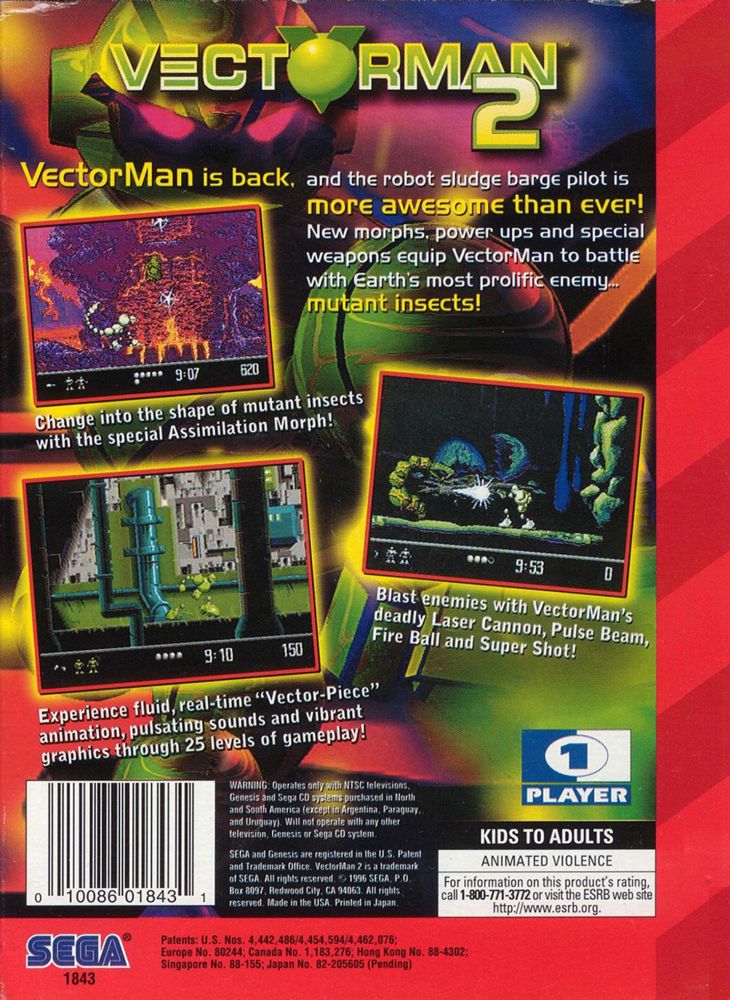 VECTORMAN™
2
VectorMan is back, and the robot sludge barge pilot is
more awesome than ever!
New morphs, power ups and special
weapons equip VectorMan to battle
with Earth's most prolific enemy...
mutant insects!
9:07 620
Change into the shape of mutant insects
with the special Assimilation Morph!
9:53 0
Blast enemies with VectorMan's
deadly Laser Cannon, Pulse Beam,
Fire Ball and Super Shot!
9:10 150
Experience fluid, real-time "Vector-Piece"
animation, pulsating sounds and vibrant
graphics through 25 levels of gameplay!
1
PLAYER
WARNING: Operates only with NTSC televisions,
Genesis and Sega CD systems purchased in North
and South America (except in Argentina, Paraguay,
and Uruguay). Will not operate with any other
television, Genesis or Sega CD system.
SEGA and Genesis are registered in the U.S. Patent
and Trademark Office. VectorMan 2 is a trademark
of SEGA. All rights reserved. © 1996 SEGA, P.O.
Box 8097, Redwood City, CA 94063. All rights
reserved. Made in the USA. Printed in Japan.
KIDS TO ADULTS
ANIMATED VIOLENCE
For information on this product's rating,
call 1-800-771-3772 or visit the ESRB web site
http://www.esrb.org.
0 10086 01843 1
SEGA®
1843
Patents: U.S. Nos. 4,442,486/4,454,594/4,462,076;
Europe No. 80244; Canada No. 1,183,276; Hong Kong No. 88-4302;
Singapore No. 88-155; Japan No. 82-205605 (Pending)